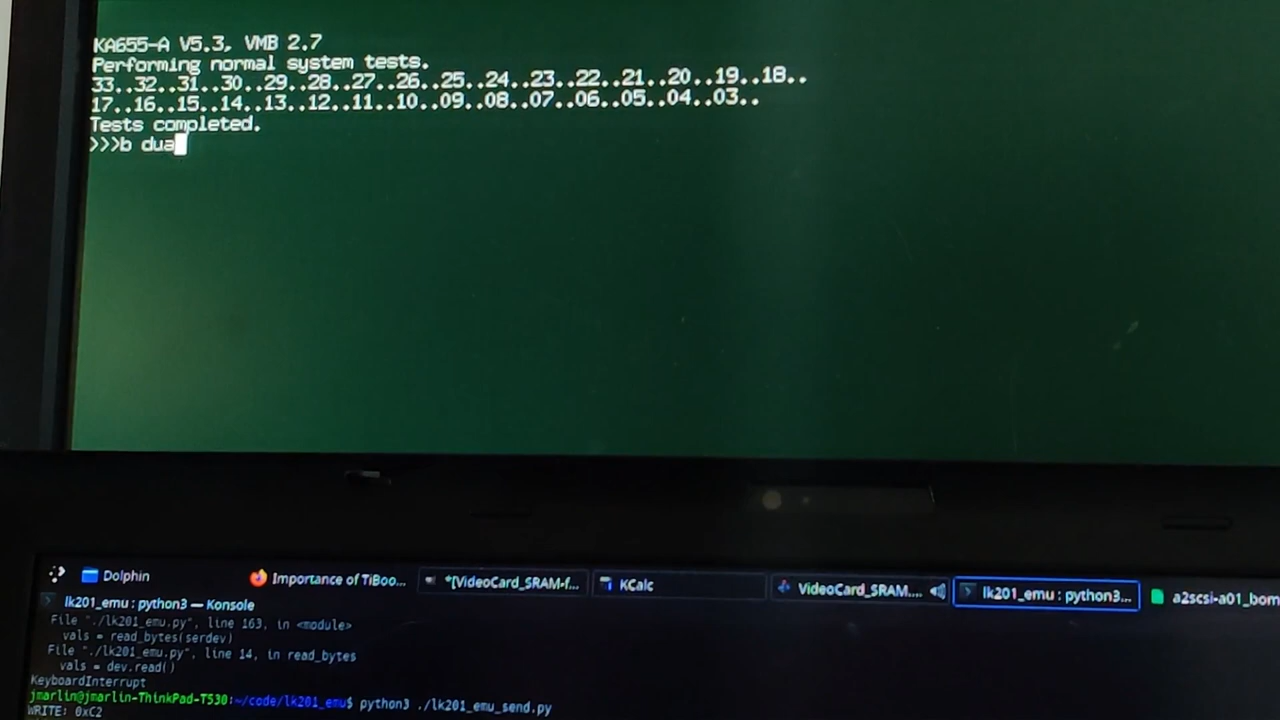 KA655-A V5.3, VMB 2.7
Performing normal system tests.
33..32..31..30..29..28..27..26..25..24..23..22..21..20..19..18..
17..16..15..14..13..12..11..10..09..08..07..06..05..04..03..
Tests completed.
>>>b dua
Dolphin Importance of TiBoo... *[VideoCard_SRAM-f... KCalc VideoCard_SRAM.... lk201_emu : python3... a2scsi-a01_bom
lk201_emu : python3 — Konsole
File "./lk201_emu.py", line 163, in <module>
vals = read_bytes(serdev)
File "./lk201_emu.py", line 14, in read_bytes
vals = dev.read()
KeyboardInterrupt
jmarlin@jmarlin-ThinkPad-T530:~/code/lk201_emu$ python3 ./lk201_emu_send.py
WRITE: 0xC2